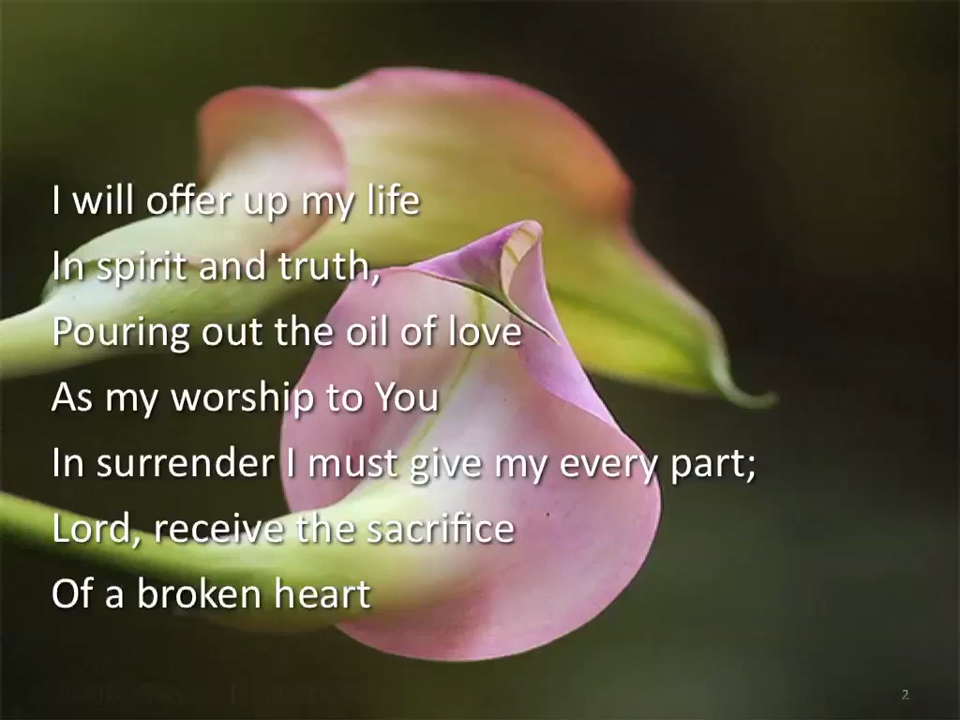 I will offer up my life
In spirit and truth,
Pouring out the oil of love
As my worship to You
In surrender I must give my every part;
Lord, receive the sacrifice
Of a broken heart
2